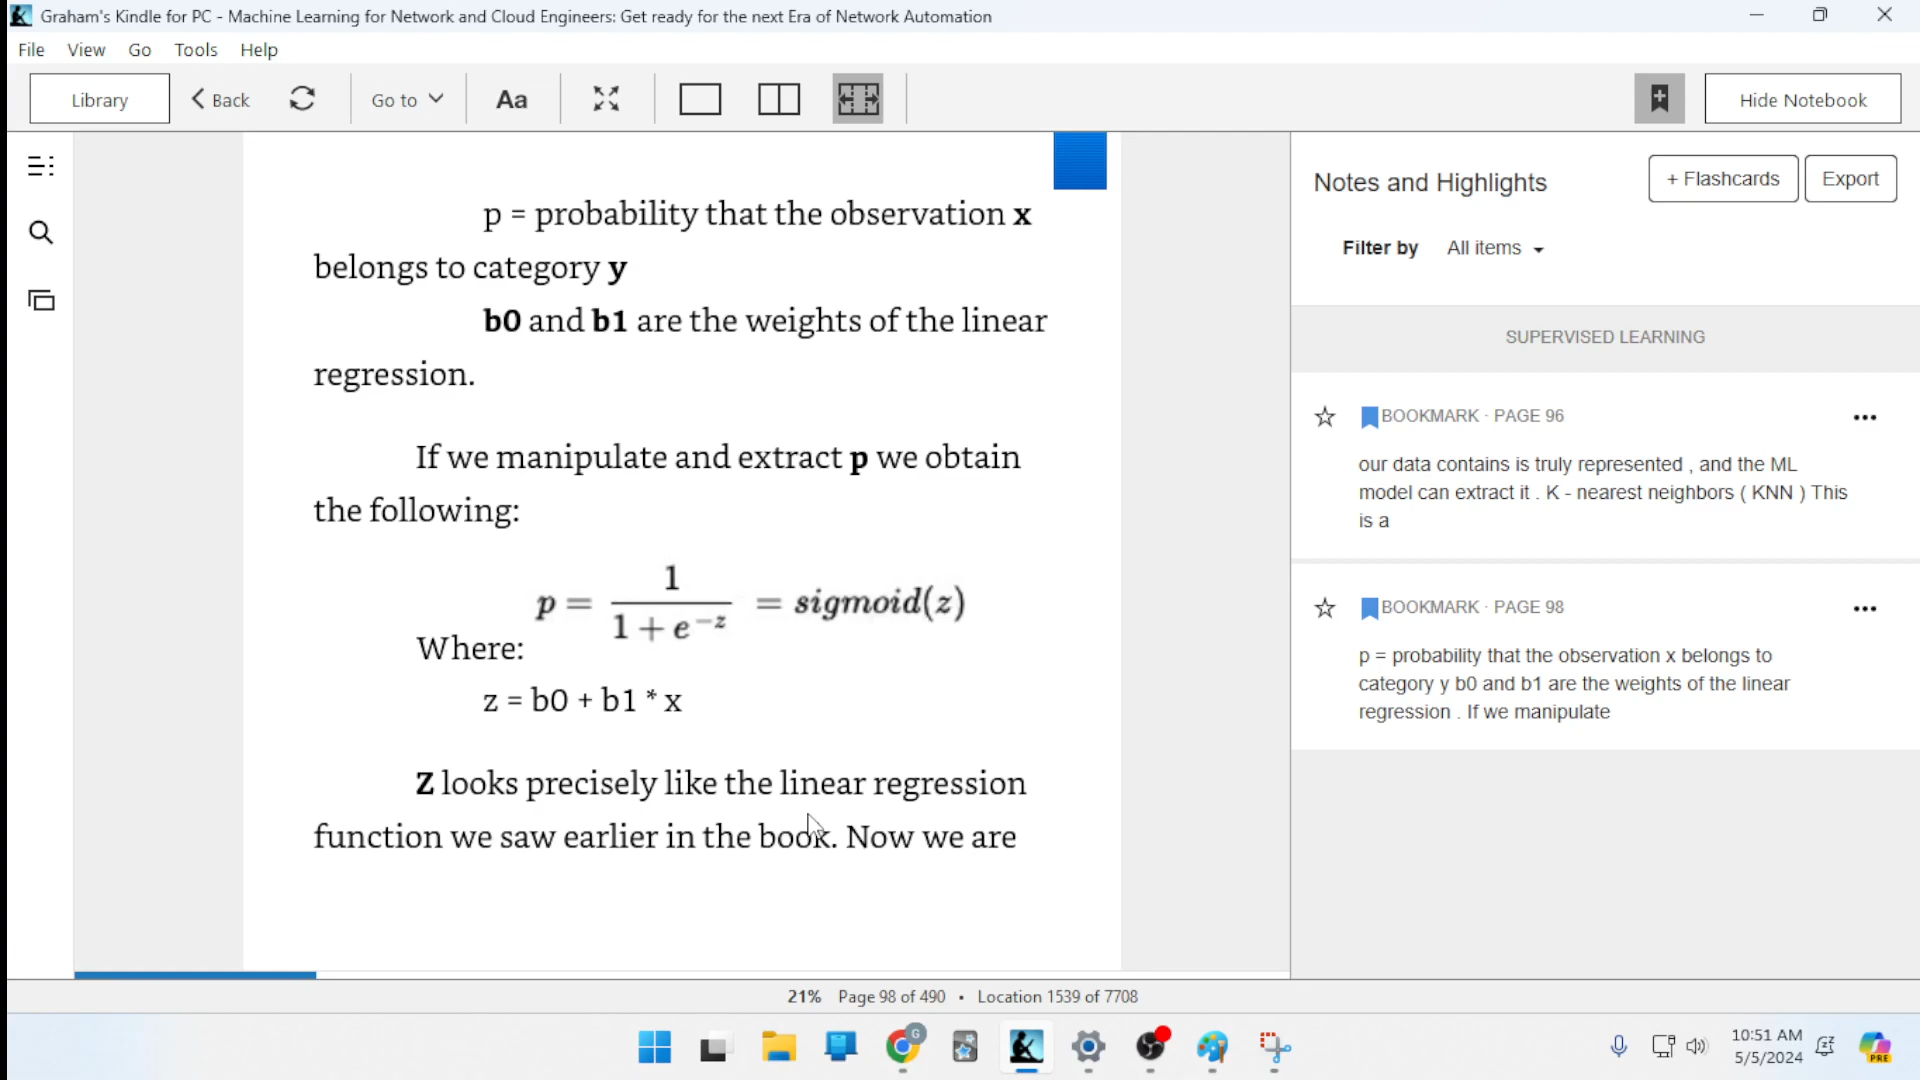 Graham's Kindle for PC - Machine Learning for Network and Cloud Engineers: Get ready for the next Era of Network Automation
File View Go Tools Help
Library Back Go to Aa Hide Notebook
p = probability that the observation x
belongs to category y
b0 and b1 are the weights of the linear
regression.
If we manipulate and extract p we obtain
the following:
p = 1 / (1 + e^{-z}) = sigmoid(z)
Where:
z = b0 + b1 * x
Z looks precisely like the linear regression
function we saw earlier in the book. Now we are
Notes and Highlights + Flashcards Export
Filter by All items
SUPERVISED LEARNING
BOOKMARK · PAGE 96
our data contains is truly represented , and the ML
model can extract it . K - nearest neighbors ( KNN ) This
is a
BOOKMARK · PAGE 98
p = probability that the observation x belongs to
category y b0 and b1 are the weights of the linear
regression . If we manipulate
21% Page 98 of 490 • Location 1539 of 7708
G
10:51 AM
5/5/2024
PRE